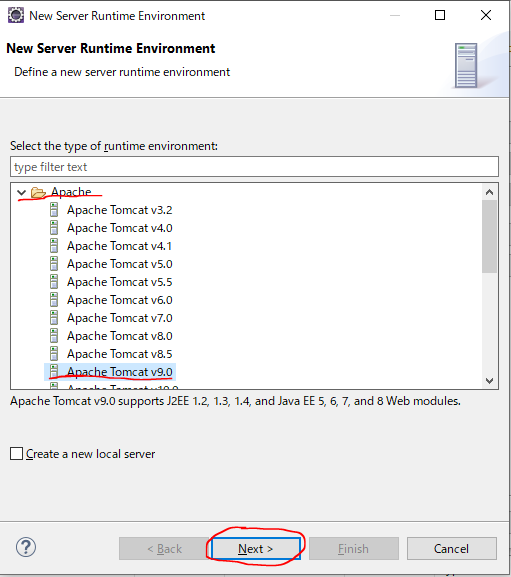 New Server Runtime Environment
New Server Runtime Environment
Define a new server runtime environment
Select the type of runtime environment:
type filter text
Apache
Apache Tomcat v3.2
Apache Tomcat v4.0
Apache Tomcat v4.1
Apache Tomcat v5.0
Apache Tomcat v5.5
Apache Tomcat v6.0
Apache Tomcat v7.0
Apache Tomcat v8.0
Apache Tomcat v8.5
Apache Tomcat v9.0
Apache Tomcat v10.0
Apache Tomcat v9.0 supports J2EE 1.2, 1.3, 1.4, and Java EE 5, 6, 7, and 8 Web modules.
Create a new local server
? < Back Next > Finish Cancel